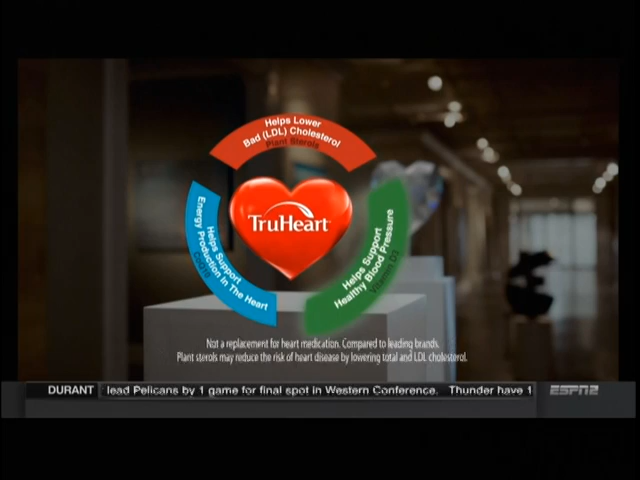 Helps Lower
Bad (LDL) Cholesterol
Plant Sterols
TruHeart
Helps Support
Energy Production In The Heart
Helps Support
Healthy Blood Pressure
Vitamin D3
Not a replacement for heart medication. Compared to leading brands.
Plant sterols may reduce the risk of heart disease by lowering total and LDL cholesterol.
DURANT lead Pelicans by 1 game for final spot in Western Conference. Thunder have 1
ESPN2